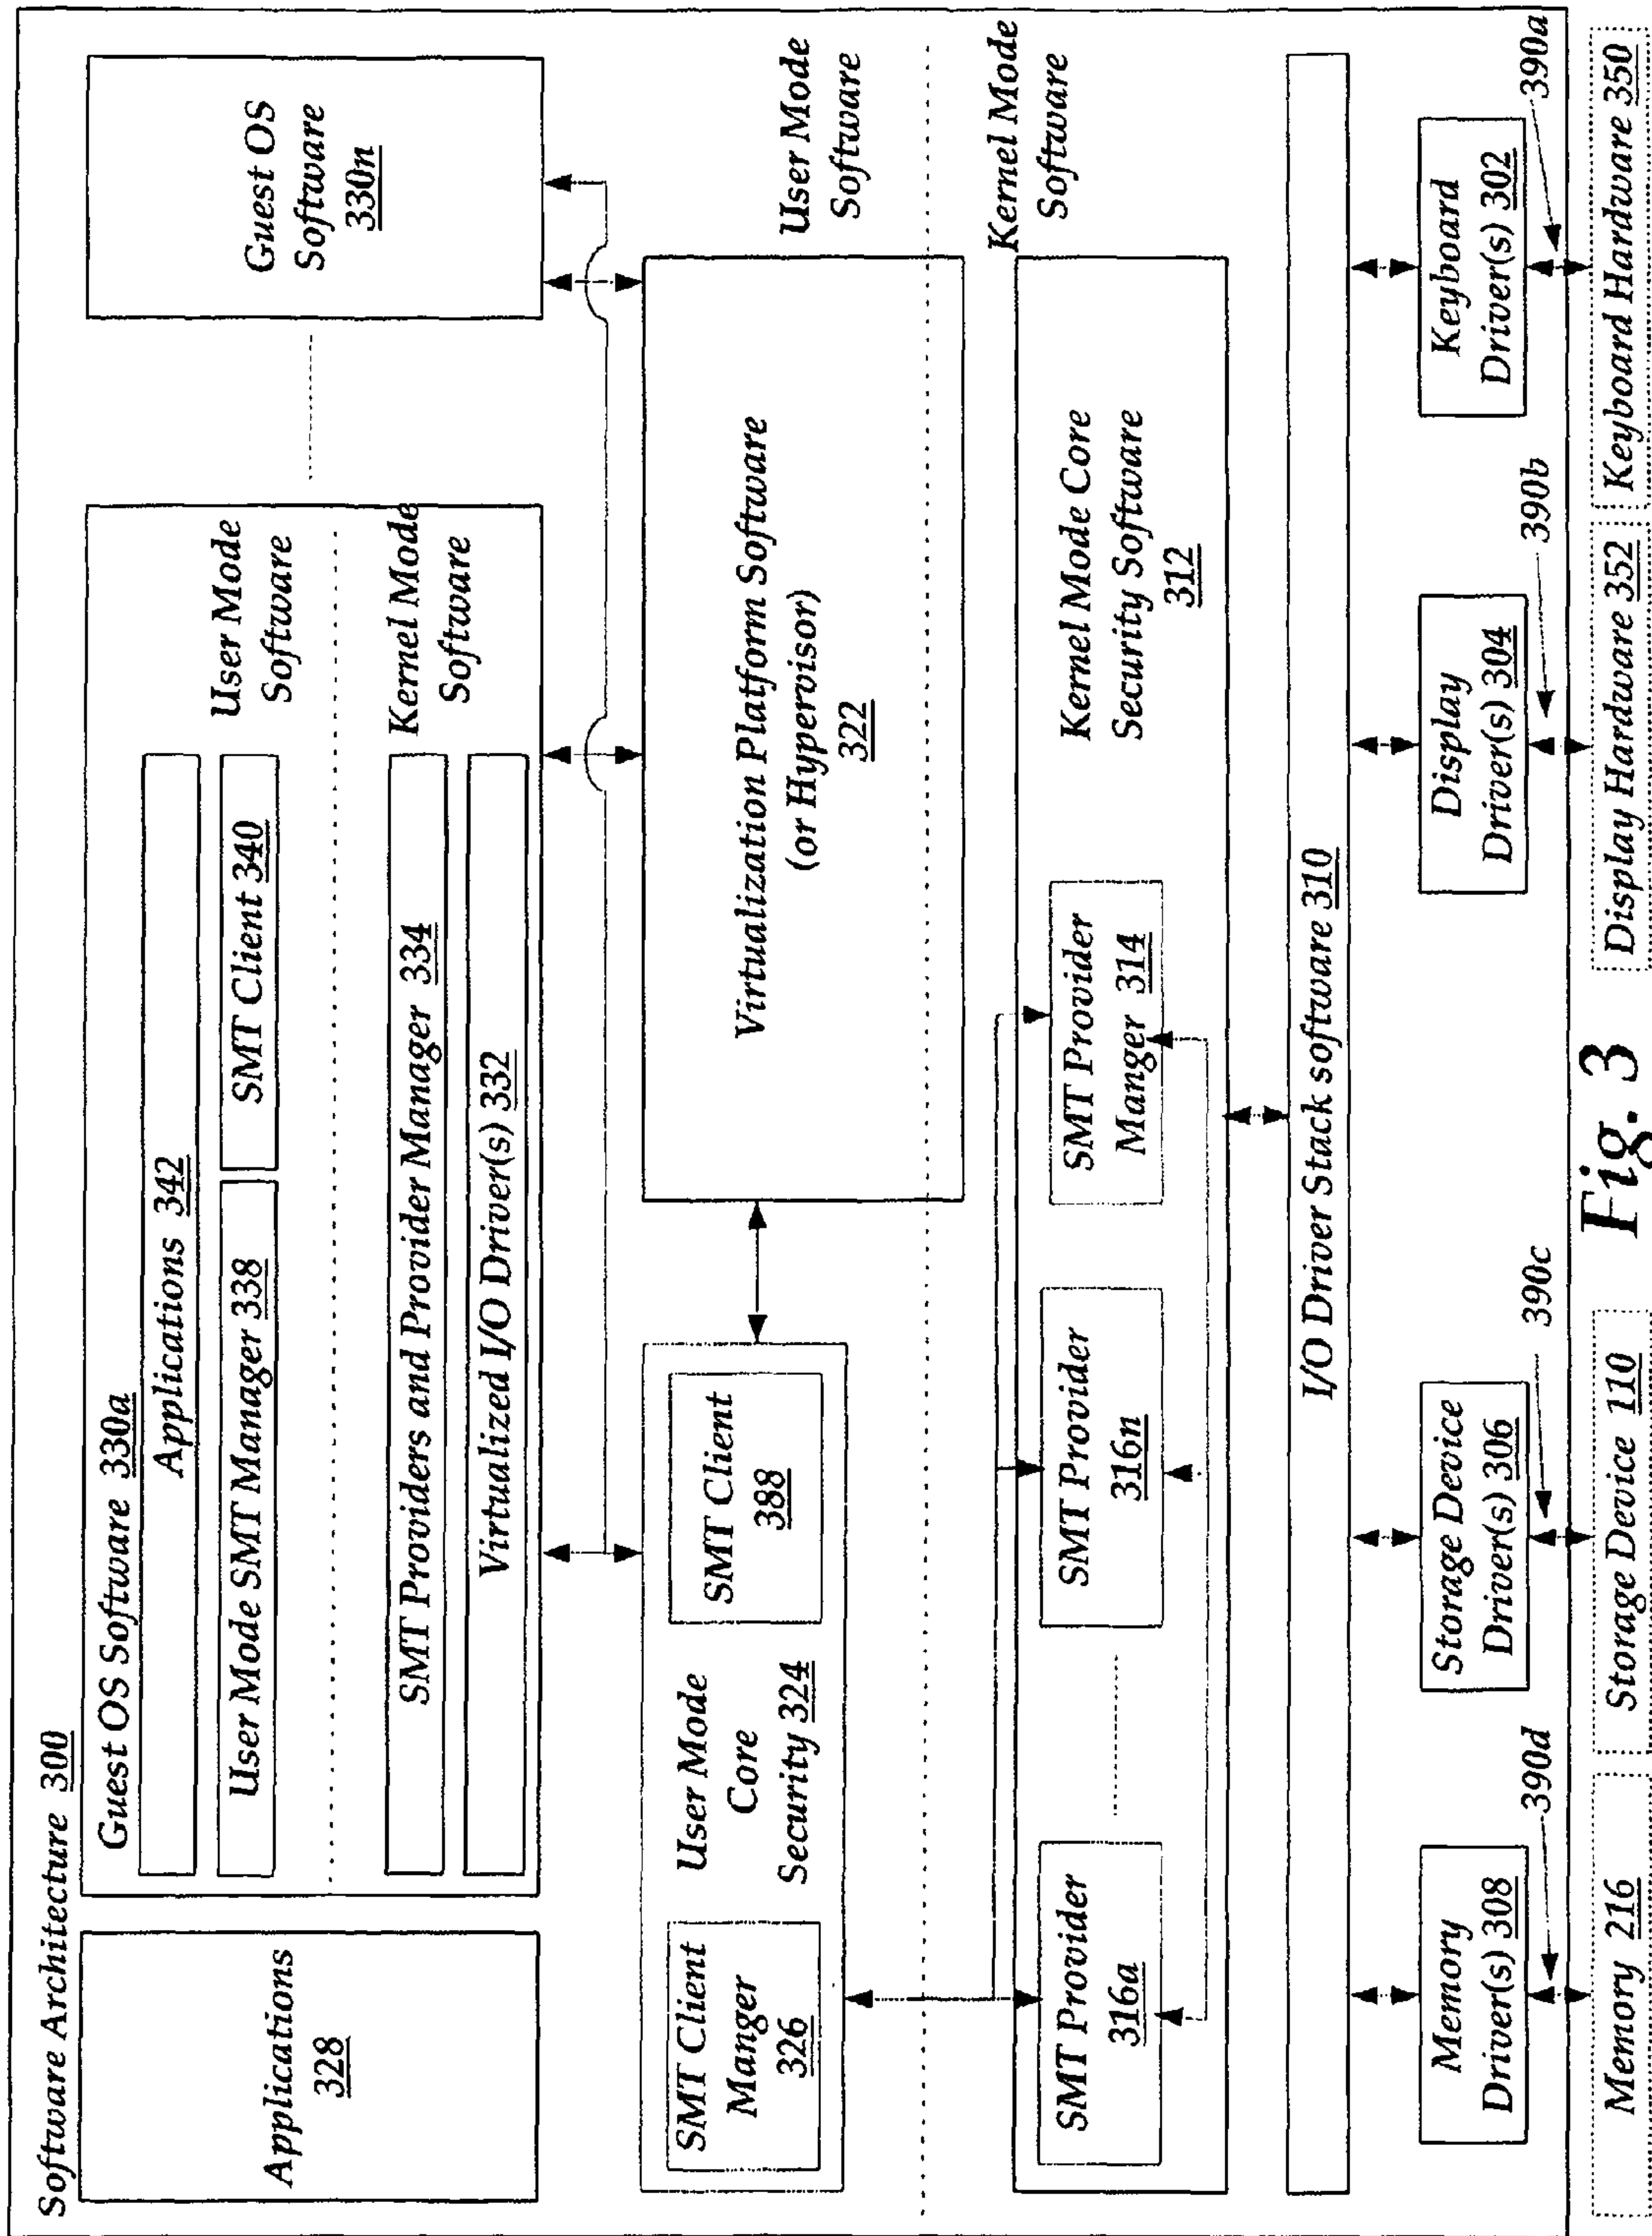 Software Architecture 300
Applications
328
Guest OS Software 330a
Applications 342
User Mode SMT Manager 338
SMT Client 340
User Mode
Software
Kernel Mode
Software
SMT Providers and Provider Manager 334
Virtualized I/O Driver(s) 332
Guest OS
Software
330n
SMT Client
Manger
326
User Mode
Core
Security 324
SMT Client
388
Virtualization Platform Software
(or Hypervisor)
322
User Mode
Software
Kernel Mode
Software
SMT Provider
316a
SMT Provider
316n
SMT Provider
Manger 314
Kernel Mode Core
Security Software
312
I/O Driver Stack software 310
Memory
Driver(s) 308
Storage Device
Driver(s) 306
Display
Driver(s) 304
Keyboard
Driver(s) 302
390d
390c
390b
390a
Memory 216
Storage Device 110
Display Hardware 352
Keyboard Hardware 350
Fig. 3